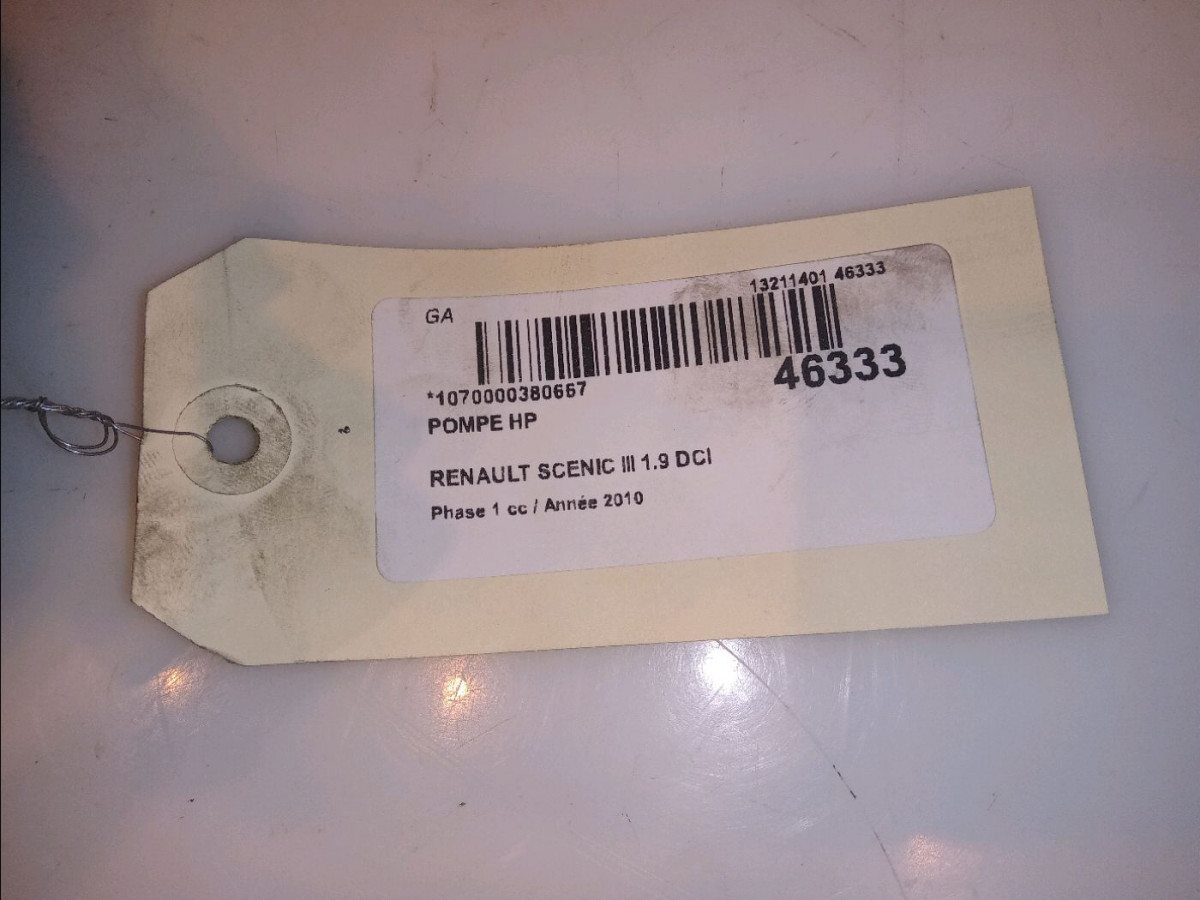 13211401 46333
GA
46333
*1070000380667
POMPE HP
RENAULT SCENIC III 1.9 DCI
Phase 1 cc / Année 2010